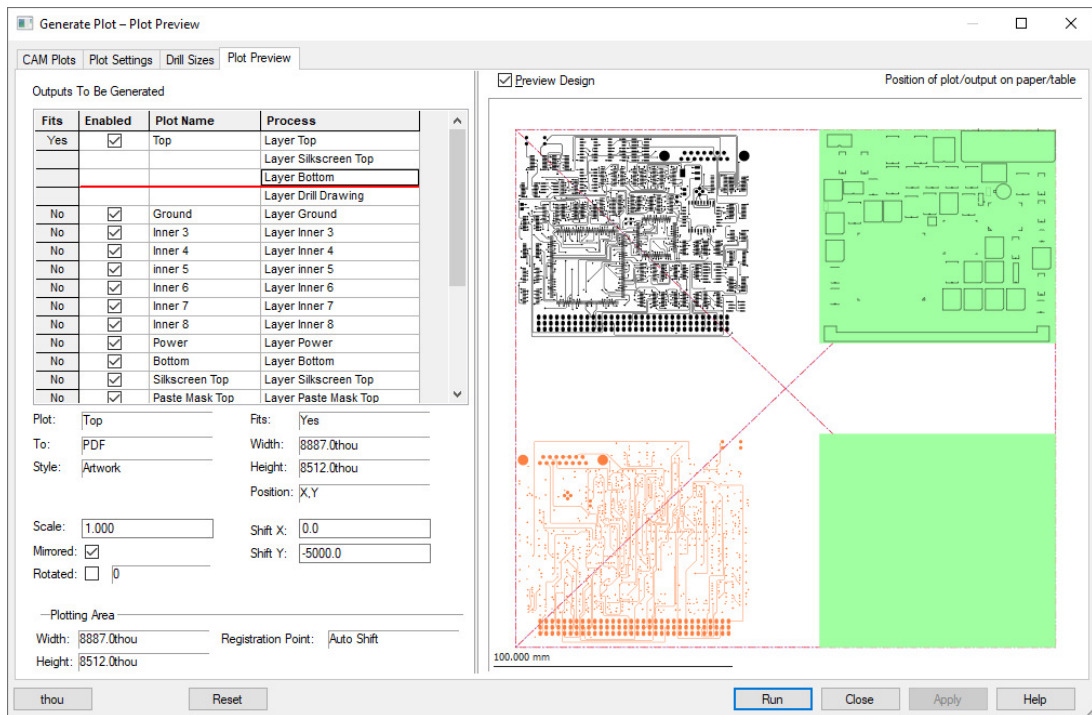 Generate Plot – Plot Preview
CAM Plots Plot Settings Drill Sizes Plot Preview
Outputs To Be Generated
Fits Enabled Plot Name Process
Yes Top Layer Top
Layer Silkscreen Top
Layer Bottom
Layer Drill Drawing
No Ground Layer Ground
No Inner 3 Layer Inner 3
No Inner 4 Layer Inner 4
No inner 5 Layer inner 5
No Inner 6 Layer Inner 6
No Inner 7 Layer Inner 7
No Inner 8 Layer Inner 8
No Power Layer Power
No Bottom Layer Bottom
No Silkscreen Top Layer Silkscreen Top
No Paste Mask Top Layer Paste Mask Top
Plot: Top Fits: Yes
To: PDF Width: 8887.0thou
Style: Artwork Height: 8512.0thou
Position: X,Y
Scale: 1.000 Shift X: 0.0
Mirrored: Shift Y: -5000.0
Rotated: 0
Plotting Area
Width: 8887.0thou Registration Point: Auto Shift
Height: 8512.0thou
Preview Design Position of plot/output on paper/table
100.000 mm
thou Reset Run Close Apply Help